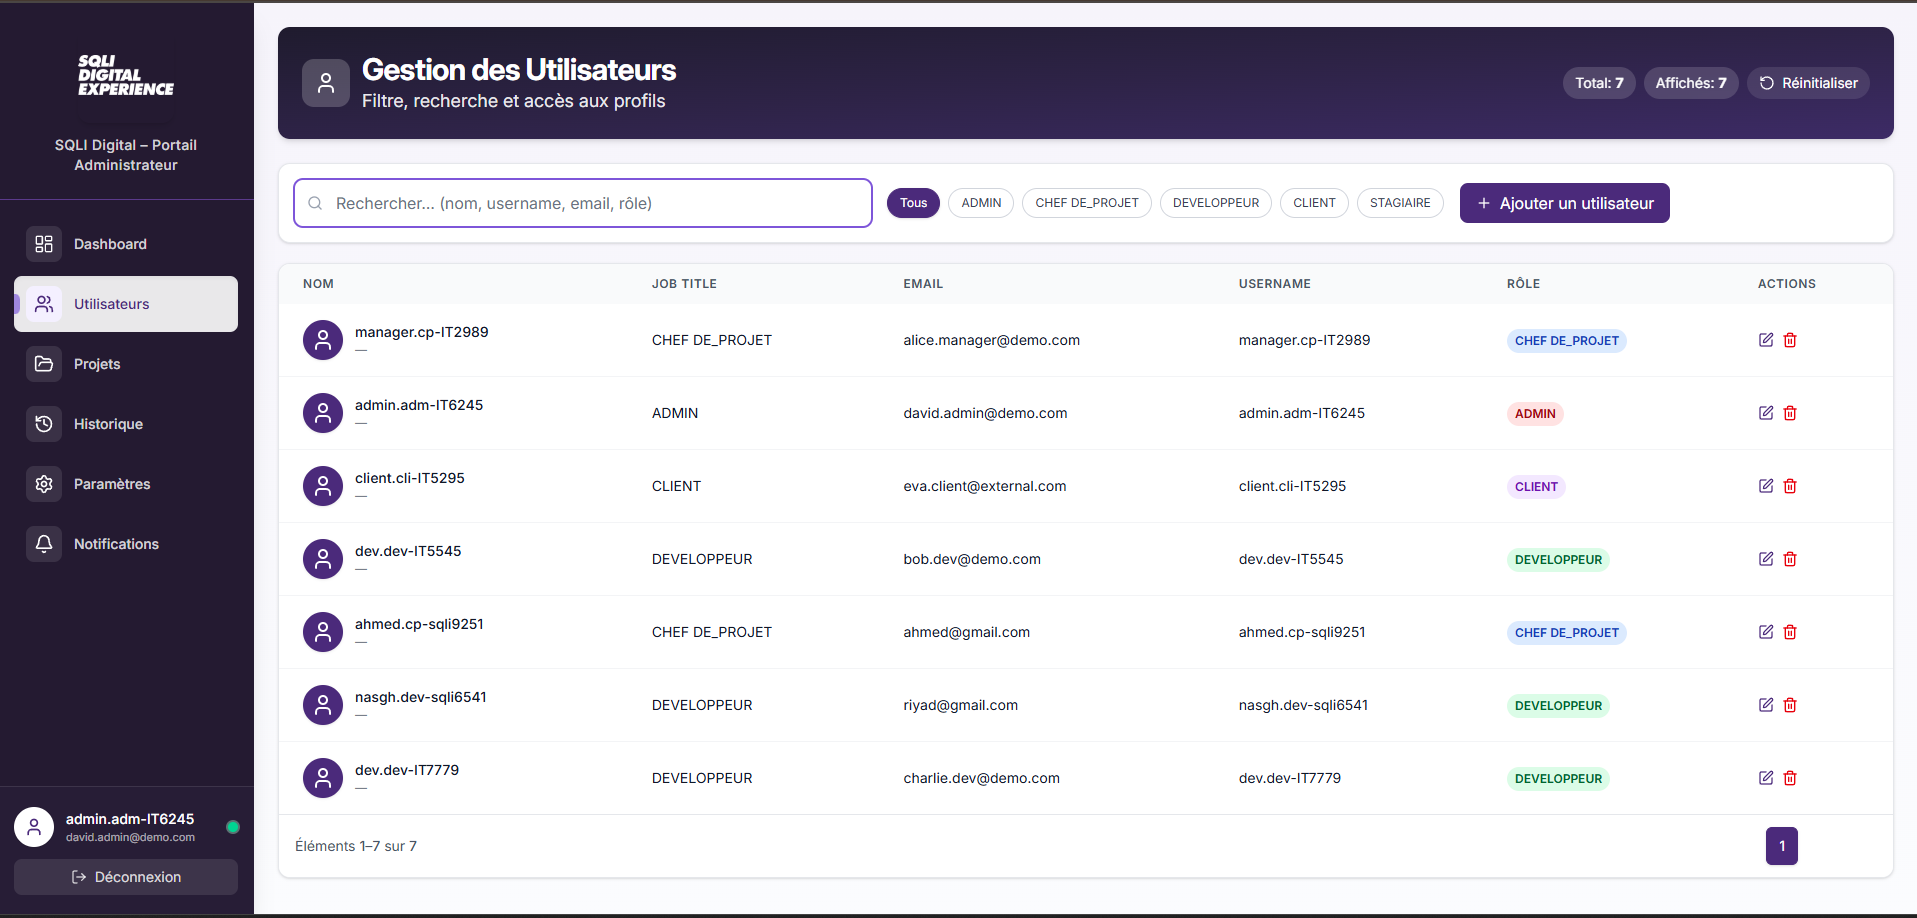 SQLI
DIGITAL
EXPERIENCE
SQLI Digital – Portail
Administrateur
Dashboard
Utilisateurs
Projets
Historique
Paramètres
Notifications
admin.adm-IT6245
david.admin@demo.com
Déconnexion
Gestion des Utilisateurs
Filtre, recherche et accès aux profils
Total: 7 Affichés: 7 Réinitialiser
Rechercher... (nom, username, email, rôle) Tous ADMIN CHEF DE_PROJET DEVELOPPEUR CLIENT STAGIAIRE + Ajouter un utilisateur
NOM JOB TITLE EMAIL USERNAME RÔLE ACTIONS
manager.cp-IT2989 CHEF DE_PROJET alice.manager@demo.com manager.cp-IT2989 CHEF DE_PROJET
—
admin.adm-IT6245 ADMIN david.admin@demo.com admin.adm-IT6245 ADMIN
—
client.cli-IT5295 CLIENT eva.client@external.com client.cli-IT5295 CLIENT
—
dev.dev-IT5545 DEVELOPPEUR bob.dev@demo.com dev.dev-IT5545 DEVELOPPEUR
—
ahmed.cp-sqli9251 CHEF DE_PROJET ahmed@gmail.com ahmed.cp-sqli9251 CHEF DE_PROJET
—
nasgh.dev-sqli6541 DEVELOPPEUR riyad@gmail.com nasgh.dev-sqli6541 DEVELOPPEUR
—
dev.dev-IT7779 DEVELOPPEUR charlie.dev@demo.com dev.dev-IT7779 DEVELOPPEUR
—
Éléments 1–7 sur 7 1